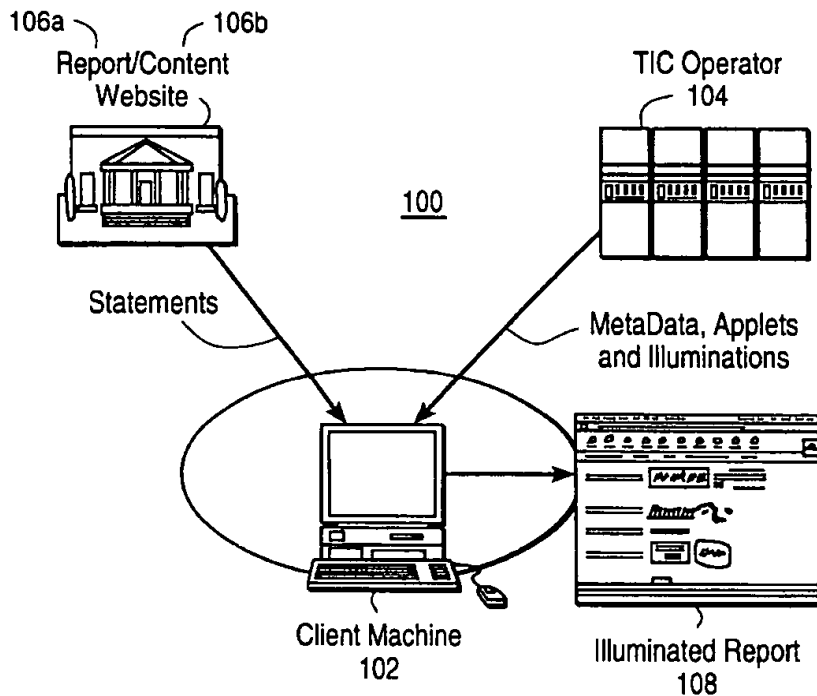 106a
106b
Report/Content
Website
TIC Operator
104
100
Statements
MetaData, Applets
and Illuminations
Client Machine
102
Illuminated Report
108